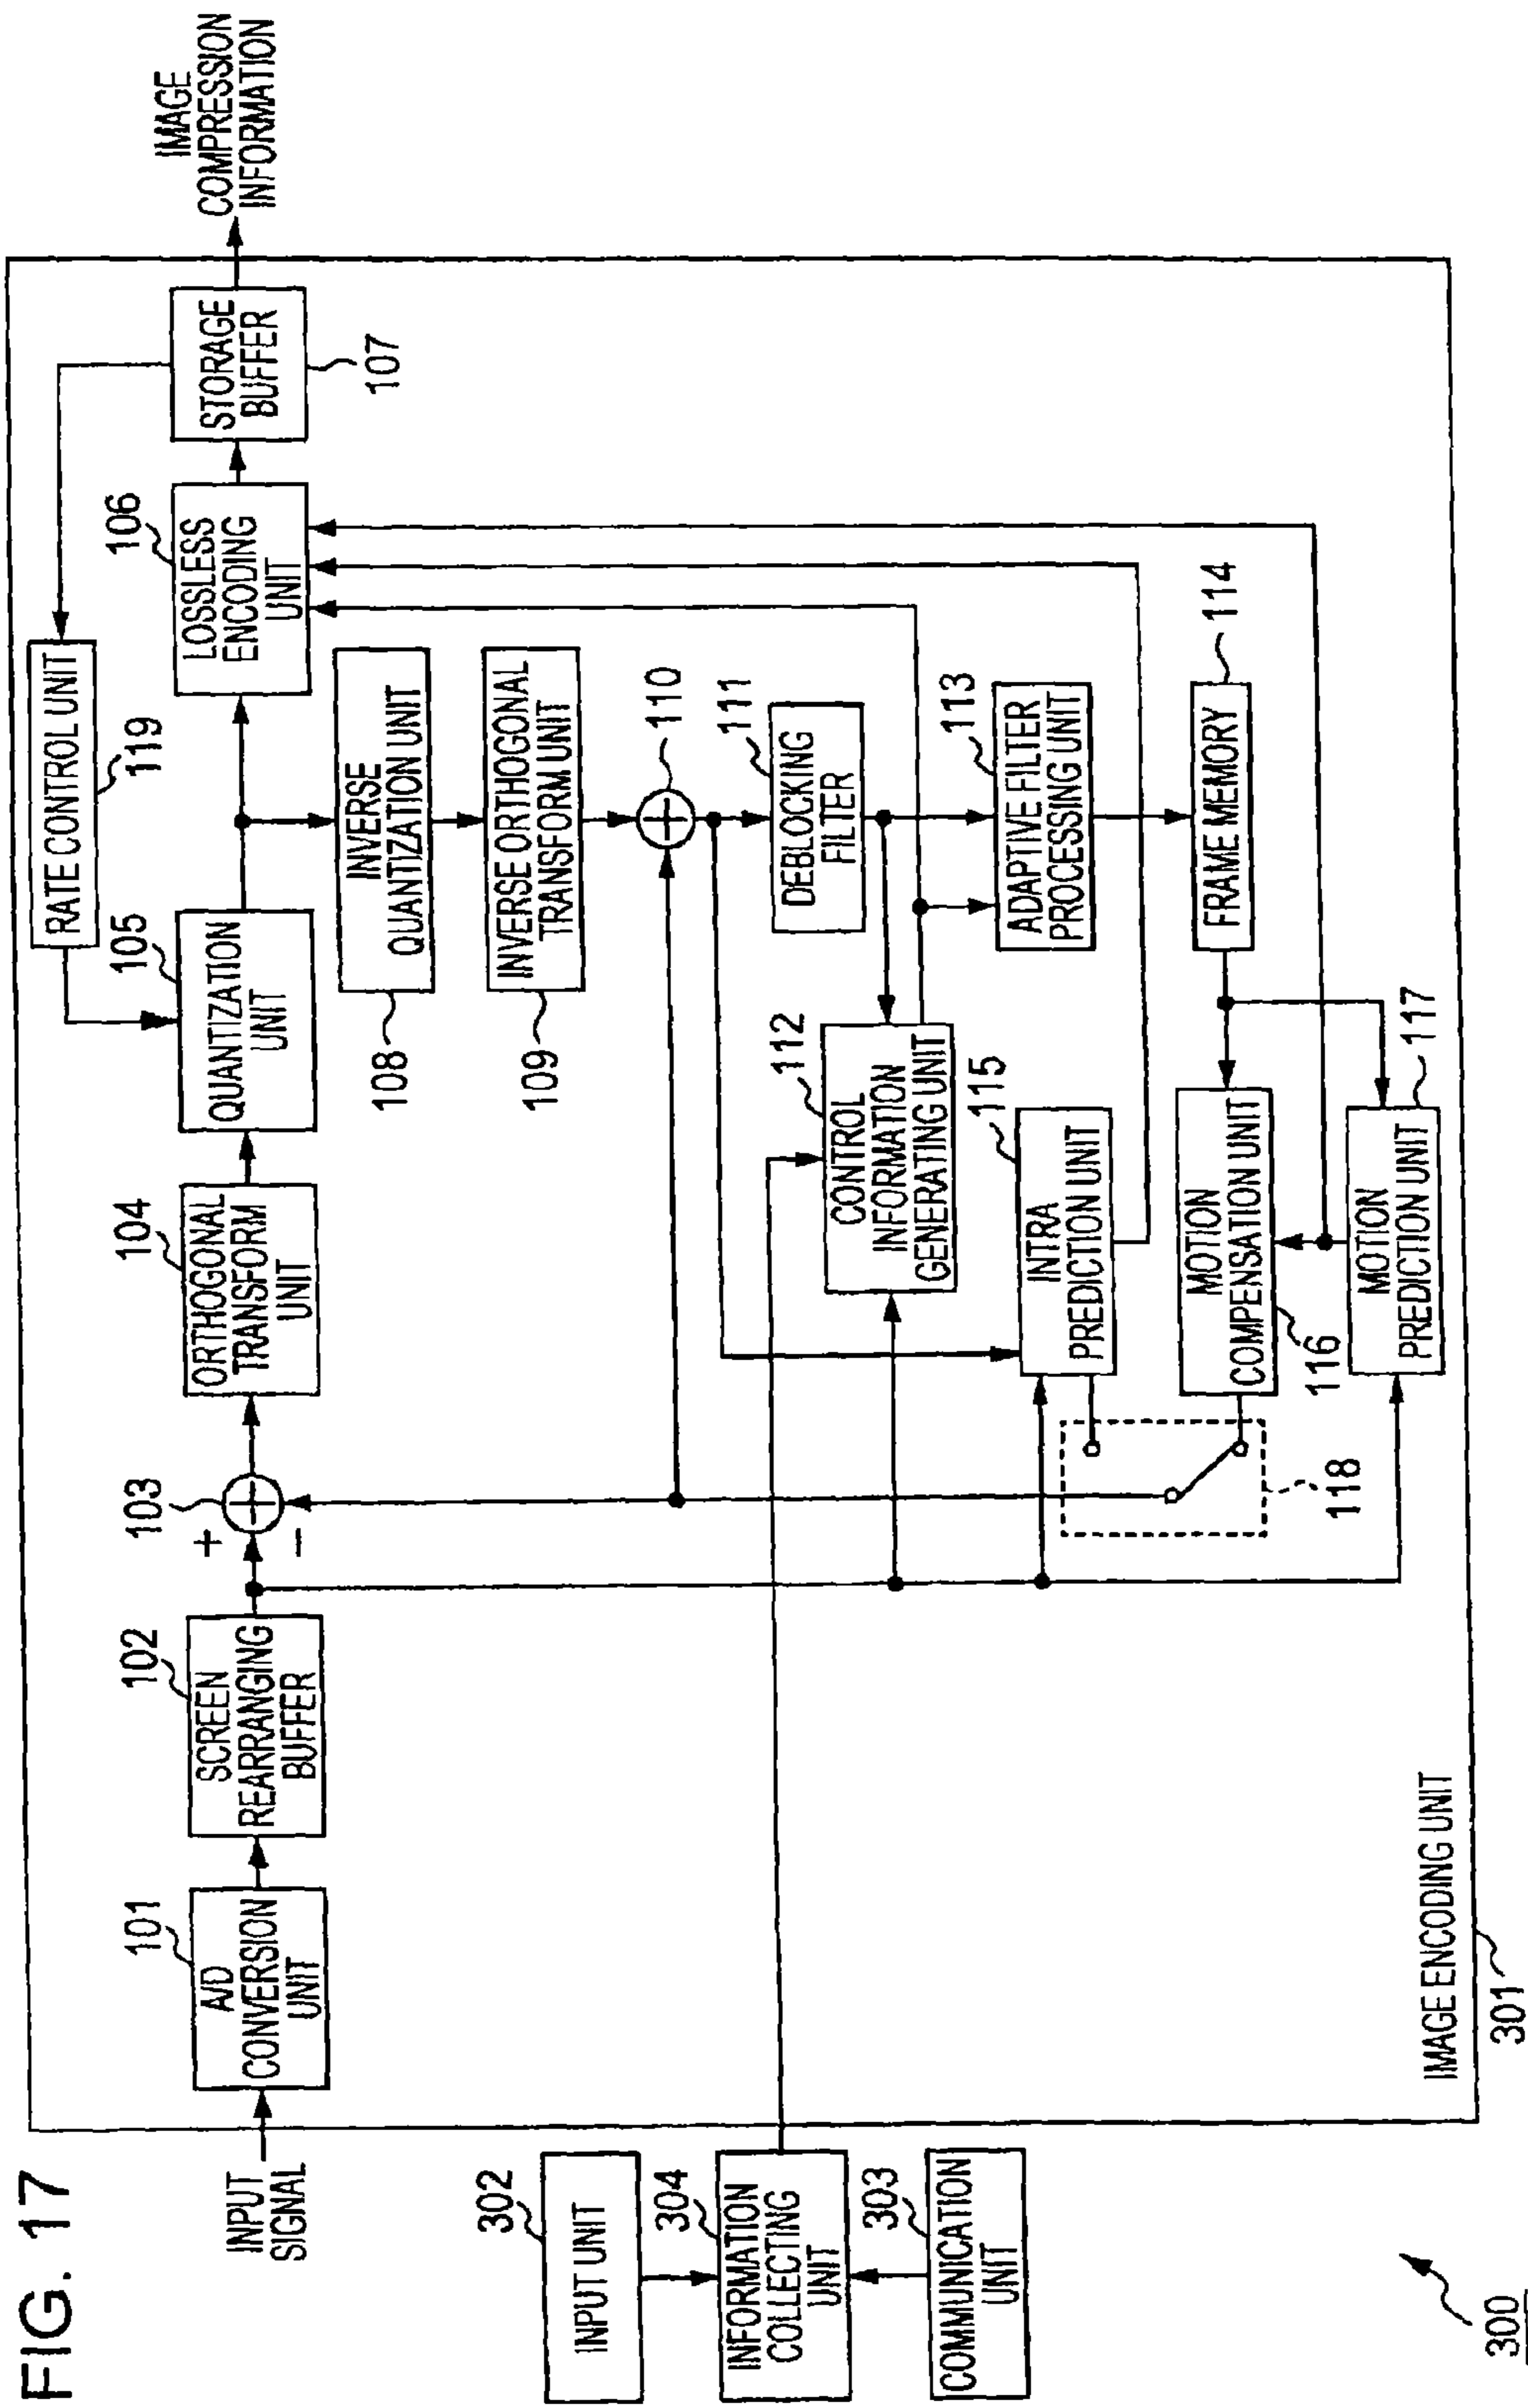 FIG. 17
300
INPUT
SIGNAL
101
A/D
CONVERSION
UNIT
102
SCREEN
REARRANGING
BUFFER
103
+
−
104
ORTHOGONAL
TRANSFORM
UNIT
105
QUANTIZATION
UNIT
RATE CONTROL UNIT
119
106
LOSSLESS
ENCODING
UNIT
STORAGE
BUFFER
107
IMAGE
COMPRESSION
INFORMATION
INVERSE
QUANTIZATION UNIT
108
INVERSE ORTHOGONAL
TRANSFORM UNIT
109
110
111
DEBLOCKING
FILTER
112
CONTROL
INFORMATION
GENERATING UNIT
113
ADAPTIVE FILTER
PROCESSING UNIT
114
FRAME MEMORY
115
INTRA
PREDICTION UNIT
MOTION
COMPENSATION UNIT
116
117
MOTION
PREDICTION UNIT
118
302
INPUT UNIT
304
INFORMATION
COLLECTING
UNIT
303
COMMUNICATION
UNIT
IMAGE ENCODING UNIT
301